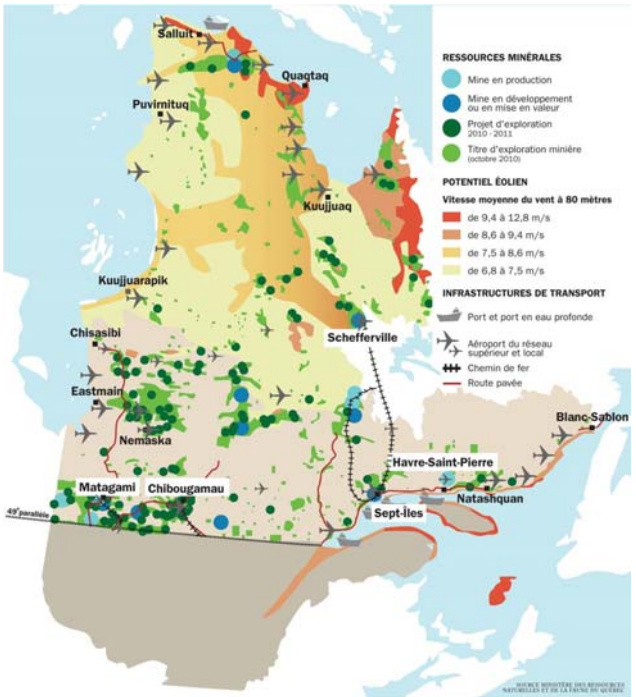 Salluit
Quaqtaq
Puvirnituq
Kuujjuaq
Kuujjuarapik
Chisasibi
Schefferville
Eastmain
Nemaska
Blanc-Sablon
Havre-Saint-Pierre
Matagami
Chibougamau
Natashquan
Sept-Îles
49e parallèle
RESSOURCES MINÉRALES
Mine en production
Mine en développement
ou en mise en valeur
Projet d'exploration
2010 - 2011
Titre d'exploration minière
(octobre 2010)
POTENTIEL ÉOLIEN
Vitesse moyenne du vent à 80 mètres
de 9,4 à 12,8 m/s
de 8,6 à 9,4 m/s
de 7,5 à 8,6 m/s
de 6,8 à 7,5 m/s
INFRASTRUCTURES DE TRANSPORT
Port et port en eau profonde
Aéroport du réseau
supérieur et local
Chemin de fer
Route pavée
SOURCE MINISTÈRE DES RESSOURCES
NATURELLES ET DE LA FAUNE DU QUÉBEC